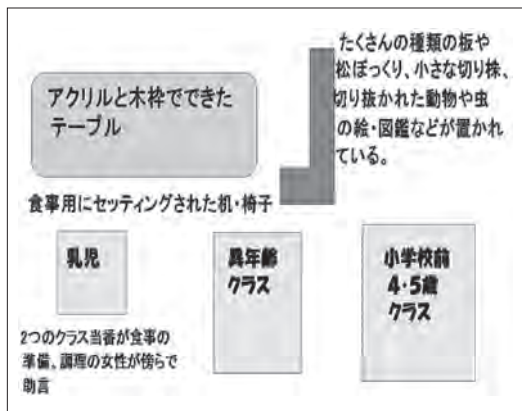 アクリルと木枠でできた
テーブル
たくさんの種類の板や
松ぼっくり、小さな切り株、
切り抜かれた動物や虫
の絵・図鑑などが置かれ
ている。
食事用にセッティングされた机・椅子
乳児
異年齢
クラス
小学校前
4・5歳
クラス
2つのクラス当番が食事の
準備、調理の女性が傍らで
助言